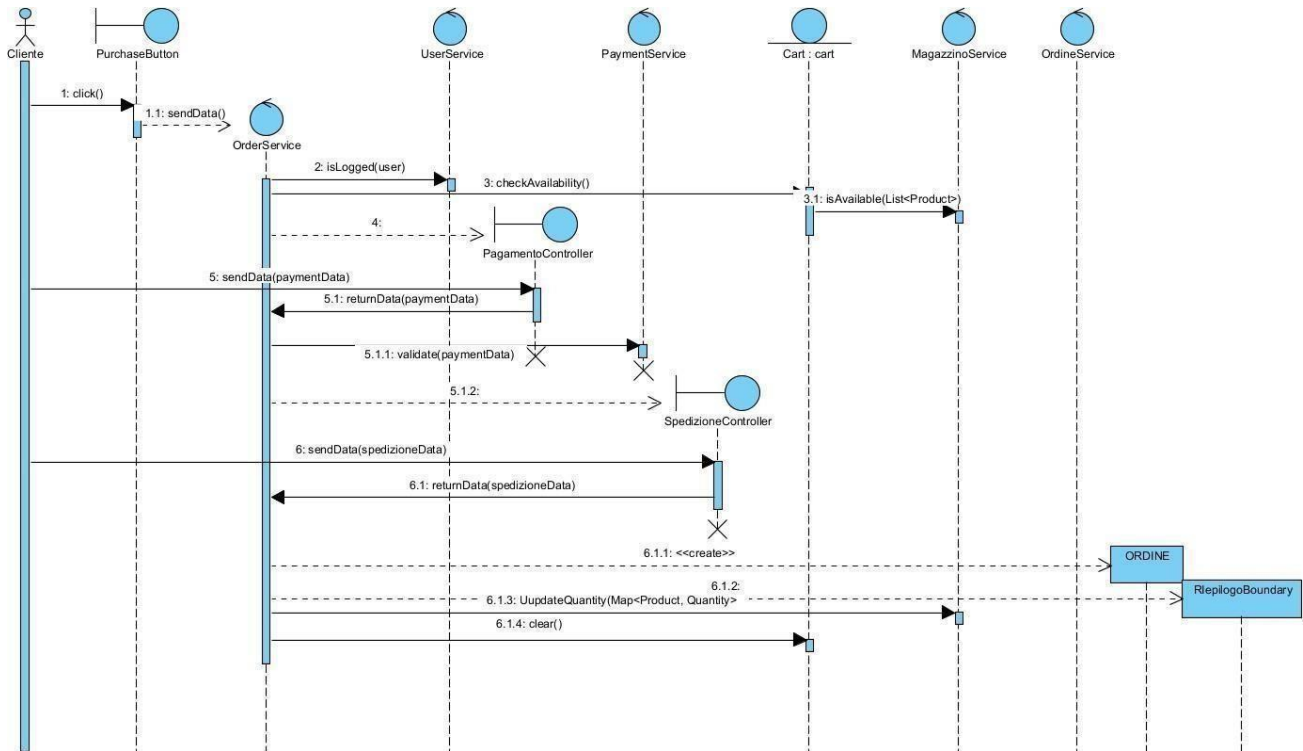 Cliente
PurchaseButton
UserService
PaymentService
Cart : cart
MagazzinoService
OrdineService
1: click()
1.1: sendData()
OrderService
2: isLogged(user)
3: checkAvailability()
3.1: isAvailable(List<Product>)
4:
PagamentoController
5: sendData(paymentData)
5.1: returnData(paymentData)
5.1.1: validate(paymentData)
5.1.2:
SpedizioneController
6: sendData(spedizioneData)
6.1: returnData(spedizioneData)
6.1.1: <<create>>
ORDINE
6.1.2:
RIepilogoBoundary
6.1.3: UupdateQuantity(Map<Product, Quantity>
6.1.4: clear()